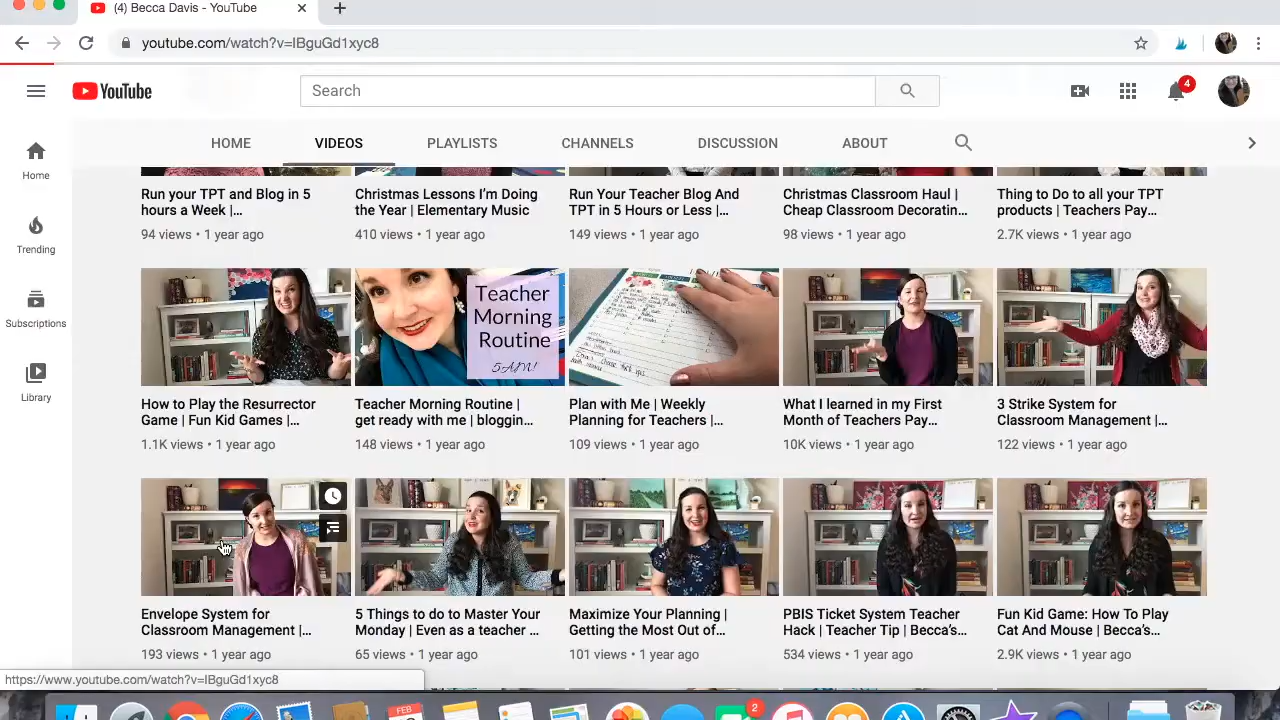 (4) Becca Davis - YouTube
youtube.com/watch?v=IBguGd1xyc8
YouTube
Search
4
HOME VIDEOS PLAYLISTS CHANNELS DISCUSSION ABOUT
Home
Trending
Subscriptions
Library
Run your TPT and Blog in 5
hours a Week |...
94 views • 1 year ago
Christmas Lessons I'm Doing
the Year | Elementary Music
410 views • 1 year ago
Run Your Teacher Blog And
TPT in 5 Hours or Less |...
149 views • 1 year ago
Christmas Classroom Haul |
Cheap Classroom Decoratin...
98 views • 1 year ago
Thing to Do to all your TPT
products | Teachers Pay...
2.7K views • 1 year ago
How to Play the Resurrector
Game | Fun Kid Games |...
1.1K views • 1 year ago
Teacher
Morning
Routine
5AM!
Teacher Morning Routine |
get ready with me | bloggin...
148 views • 1 year ago
Plan with Me | Weekly
Planning for Teachers |...
109 views • 1 year ago
What I learned in my First
Month of Teachers Pay...
10K views • 1 year ago
3 Strike System for
Classroom Management |...
122 views • 1 year ago
Envelope System for
Classroom Management |...
193 views • 1 year ago
5 Things to do to Master Your
Monday | Even as a teacher ...
65 views • 1 year ago
Maximize Your Planning |
Getting the Most Out of...
101 views • 1 year ago
PBIS Ticket System Teacher
Hack | Teacher Tip | Becca's...
534 views • 1 year ago
Fun Kid Game: How To Play
Cat And Mouse | Becca's...
2.9K views • 1 year ago
https://www.youtube.com/watch?v=IBguGd1xyc8
FEB
2